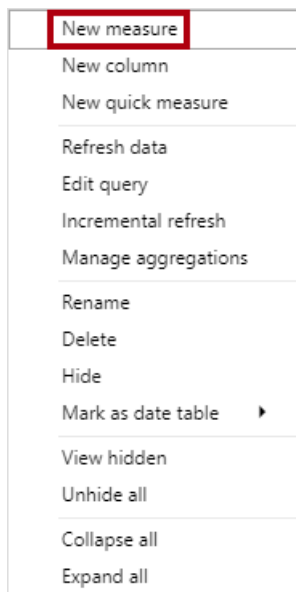 New measure
New column
New quick measure
Refresh data
Edit query
Incremental refresh
Manage aggregations
Rename
Delete
Hide
Mark as date table
View hidden
Unhide all
Collapse all
Expand all